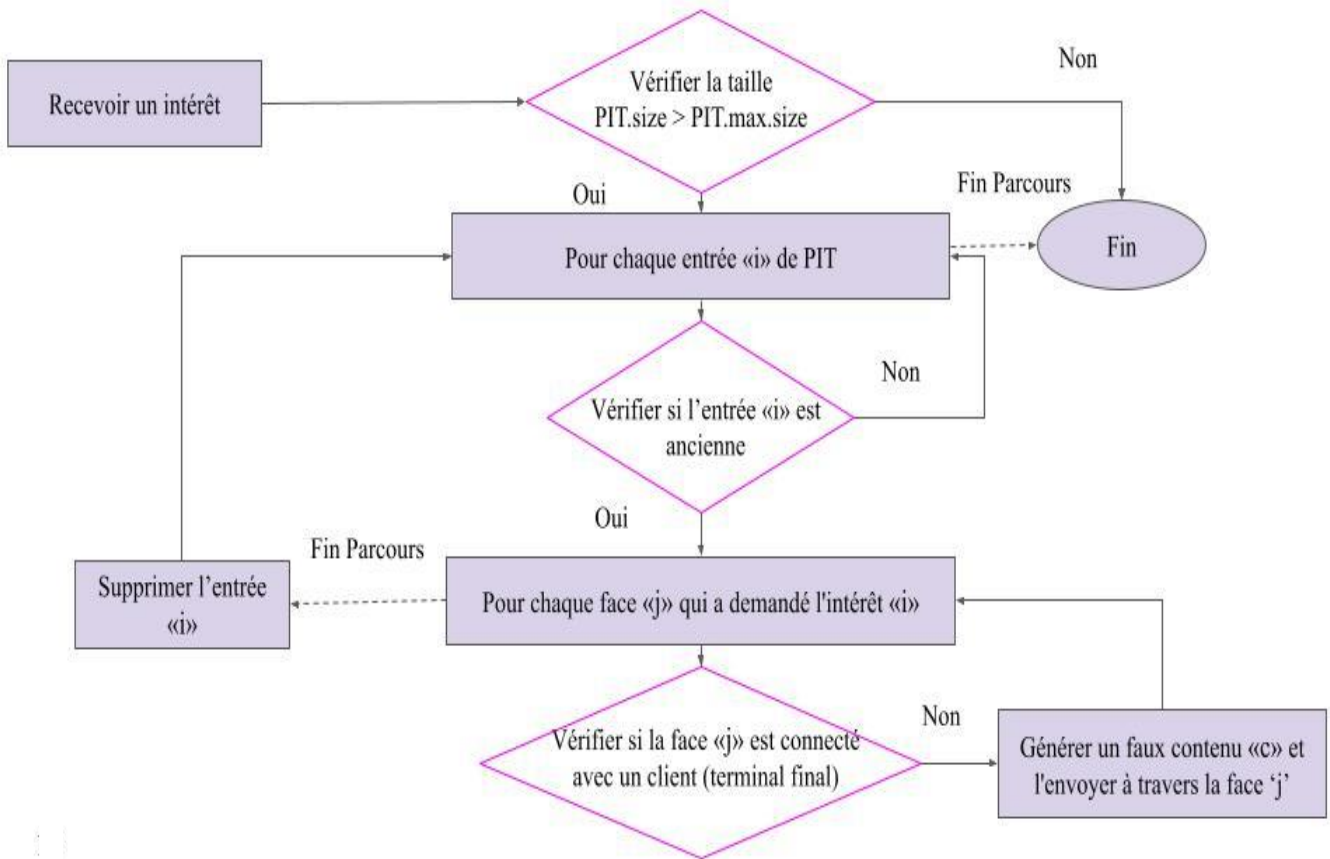 Recevoir un intérêt
Vérifier la taille
PIT.size > PIT.max.size
Non
Oui
Fin Parcours
Pour chaque entrée «i» de PIT
Fin
Vérifier si l’entrée «i» est
ancienne
Non
Oui
Fin Parcours
Supprimer l’entrée
«i»
Pour chaque face «j» qui a demandé l'intérêt «i»
Vérifier si la face «j» est connecté
avec un client (terminal final)
Non
Générer un faux contenu «c» et
l'envoyer à travers la face ‘j’